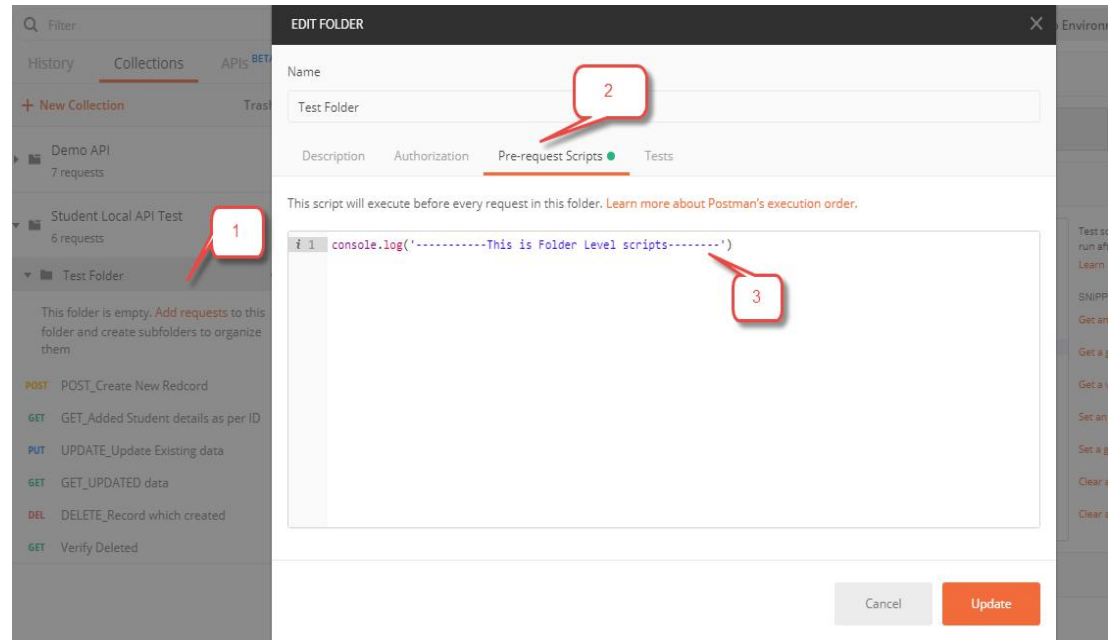 Filter
History Collections APIs BETA
+ New Collection Trash
Demo API
7 requests
Student Local API Test
6 requests
1
Test Folder
This folder is empty. Add requests to this
folder and create subfolders to organize
them
POST POST_Create New Redcord
GET GET_Added Student details as per ID
PUT UPDATE_Update Existing data
GET GET_UPDATED data
DEL DELETE_Record which created
GET Verify Deleted
EDIT FOLDER
Name
Test Folder
2
Description Authorization Pre-request Scripts Tests
This script will execute before every request in this folder. Learn more about Postman's execution order.
i 1 console.log('-----------This is Folder Level scripts--------')
3
Cancel Update
Learn
Get a
Set a
Clear
Clear